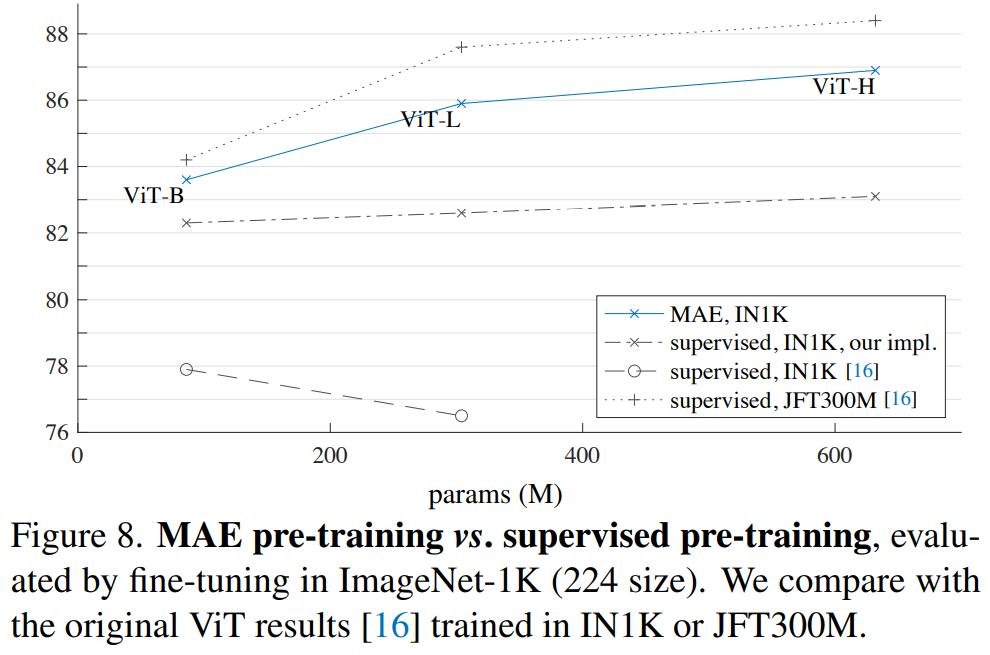 88
86
84
82
80
78
76
0 200 400 600
ViT-B
ViT-L
ViT-H
MAE, IN1K
supervised, IN1K, our impl.
supervised, IN1K [16]
supervised, JFT300M [16]
params (M)
Figure 8. MAE pre-training vs. supervised pre-training, evalu-
ated by fine-tuning in ImageNet-1K (224 size). We compare with
the original ViT results [16] trained in IN1K or JFT300M.